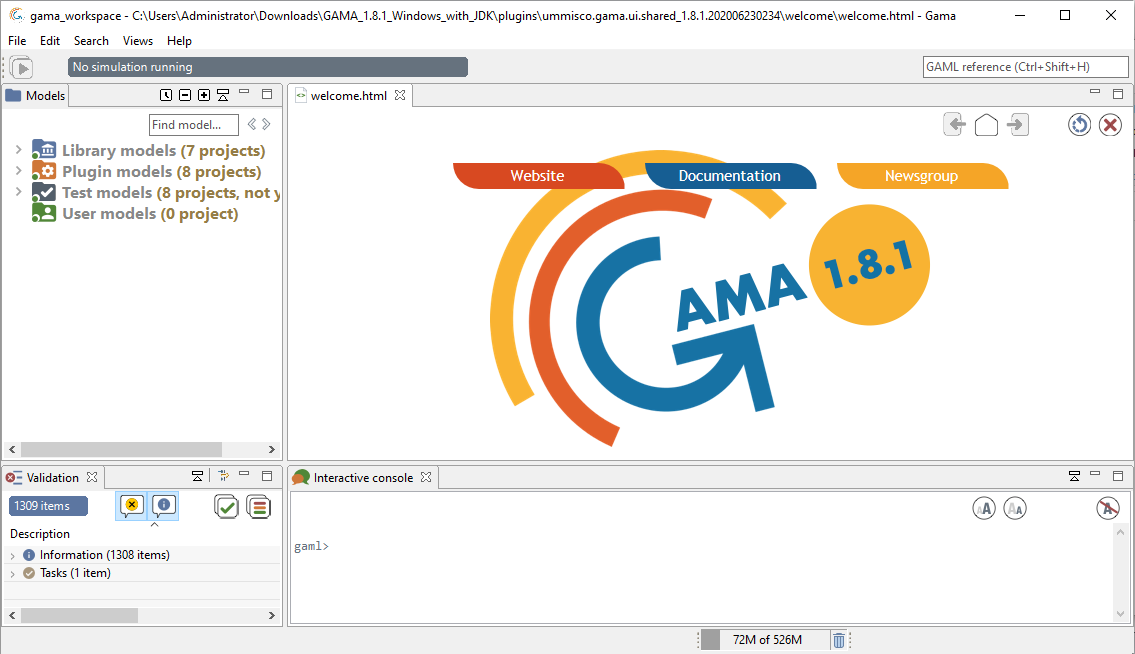 gama_workspace - C:\Users\Administrator\Downloads\GAMA_1.8.1_Windows_with_JDK\plugins\ummisco.gama.ui.shared_1.8.1.202006230234\welcome\welcome.html - Gama
File Edit Search Views Help
No simulation running
GAML reference (Ctrl+Shift+H)
Models
welcome.html
Find model...
Library models (7 projects)
Plugin models (8 projects)
Test models (8 projects, not y
User models (0 project)
Website
Documentation
Newsgroup
GAMA
1.8.1
Validation
1309 items
Description
Information (1308 items)
Tasks (1 item)
Interactive console
AA
AA
A
gaml>
72M of 526M